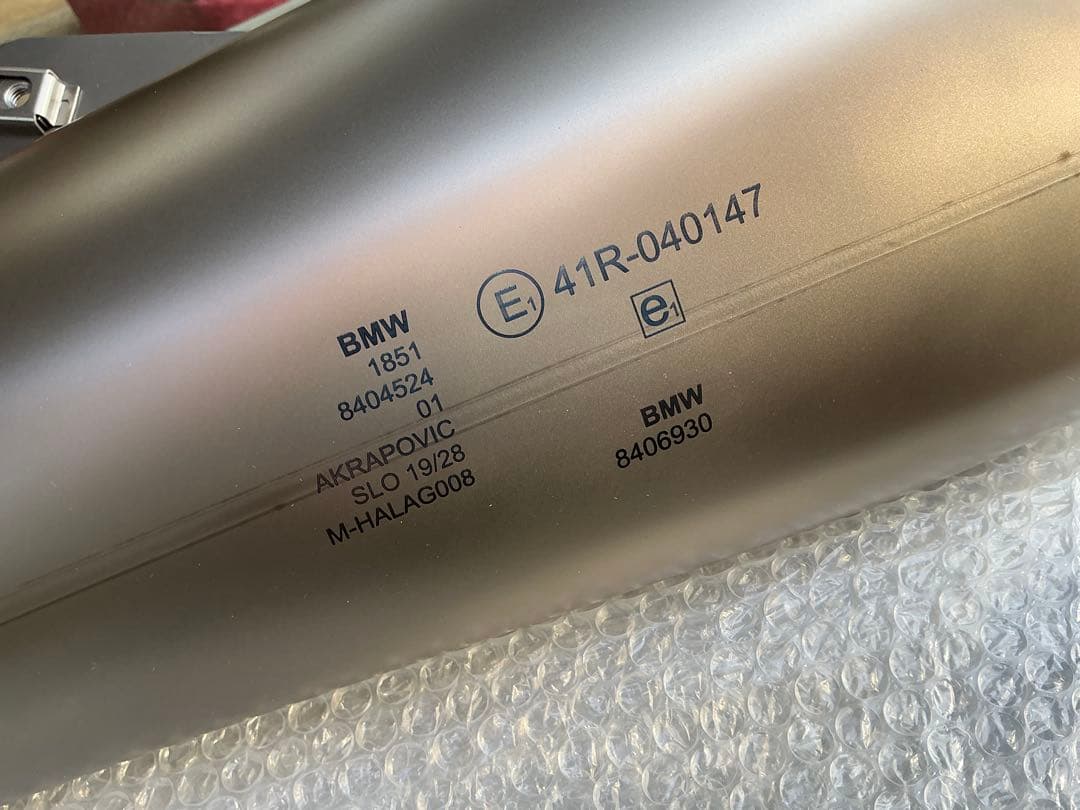 E1 41R-040147
e1
BMW
1851
8404524
01
AKRAPOVIC
SLO 19/28
M-HALAG008
BMW
8406930